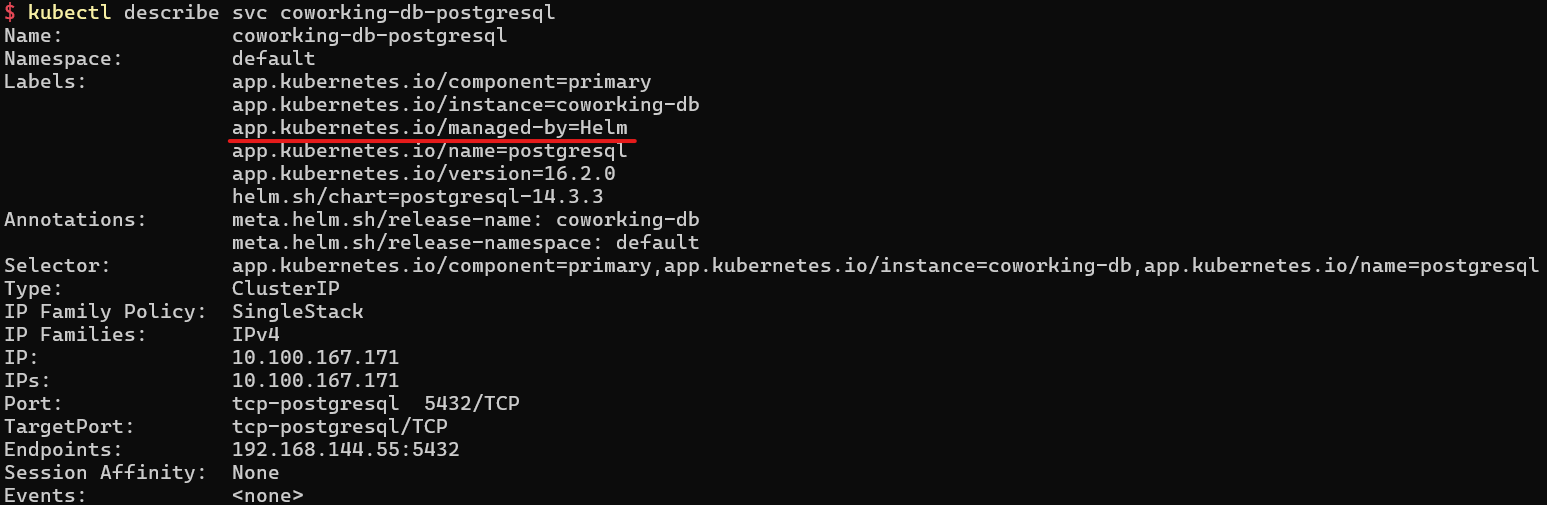 $ kubectl describe svc coworking-db-postgresql
Name:              coworking-db-postgresql
Namespace:         default
Labels:            app.kubernetes.io/component=primary
                   app.kubernetes.io/instance=coworking-db
                   app.kubernetes.io/managed-by=Helm
                   app.kubernetes.io/name=postgresql
                   app.kubernetes.io/version=16.2.0
                   helm.sh/chart=postgresql-14.3.3
Annotations:       meta.helm.sh/release-name: coworking-db
                   meta.helm.sh/release-namespace: default
Selector:          app.kubernetes.io/component=primary,app.kubernetes.io/instance=coworking-db,app.kubernetes.io/name=postgresql
Type:              ClusterIP
IP Family Policy:  SingleStack
IP Families:       IPv4
IP:                10.100.167.171
IPs:               10.100.167.171
Port:              tcp-postgresql  5432/TCP
TargetPort:        tcp-postgresql/TCP
Endpoints:         192.168.144.55:5432
Session Affinity:  None
Events:            <none>